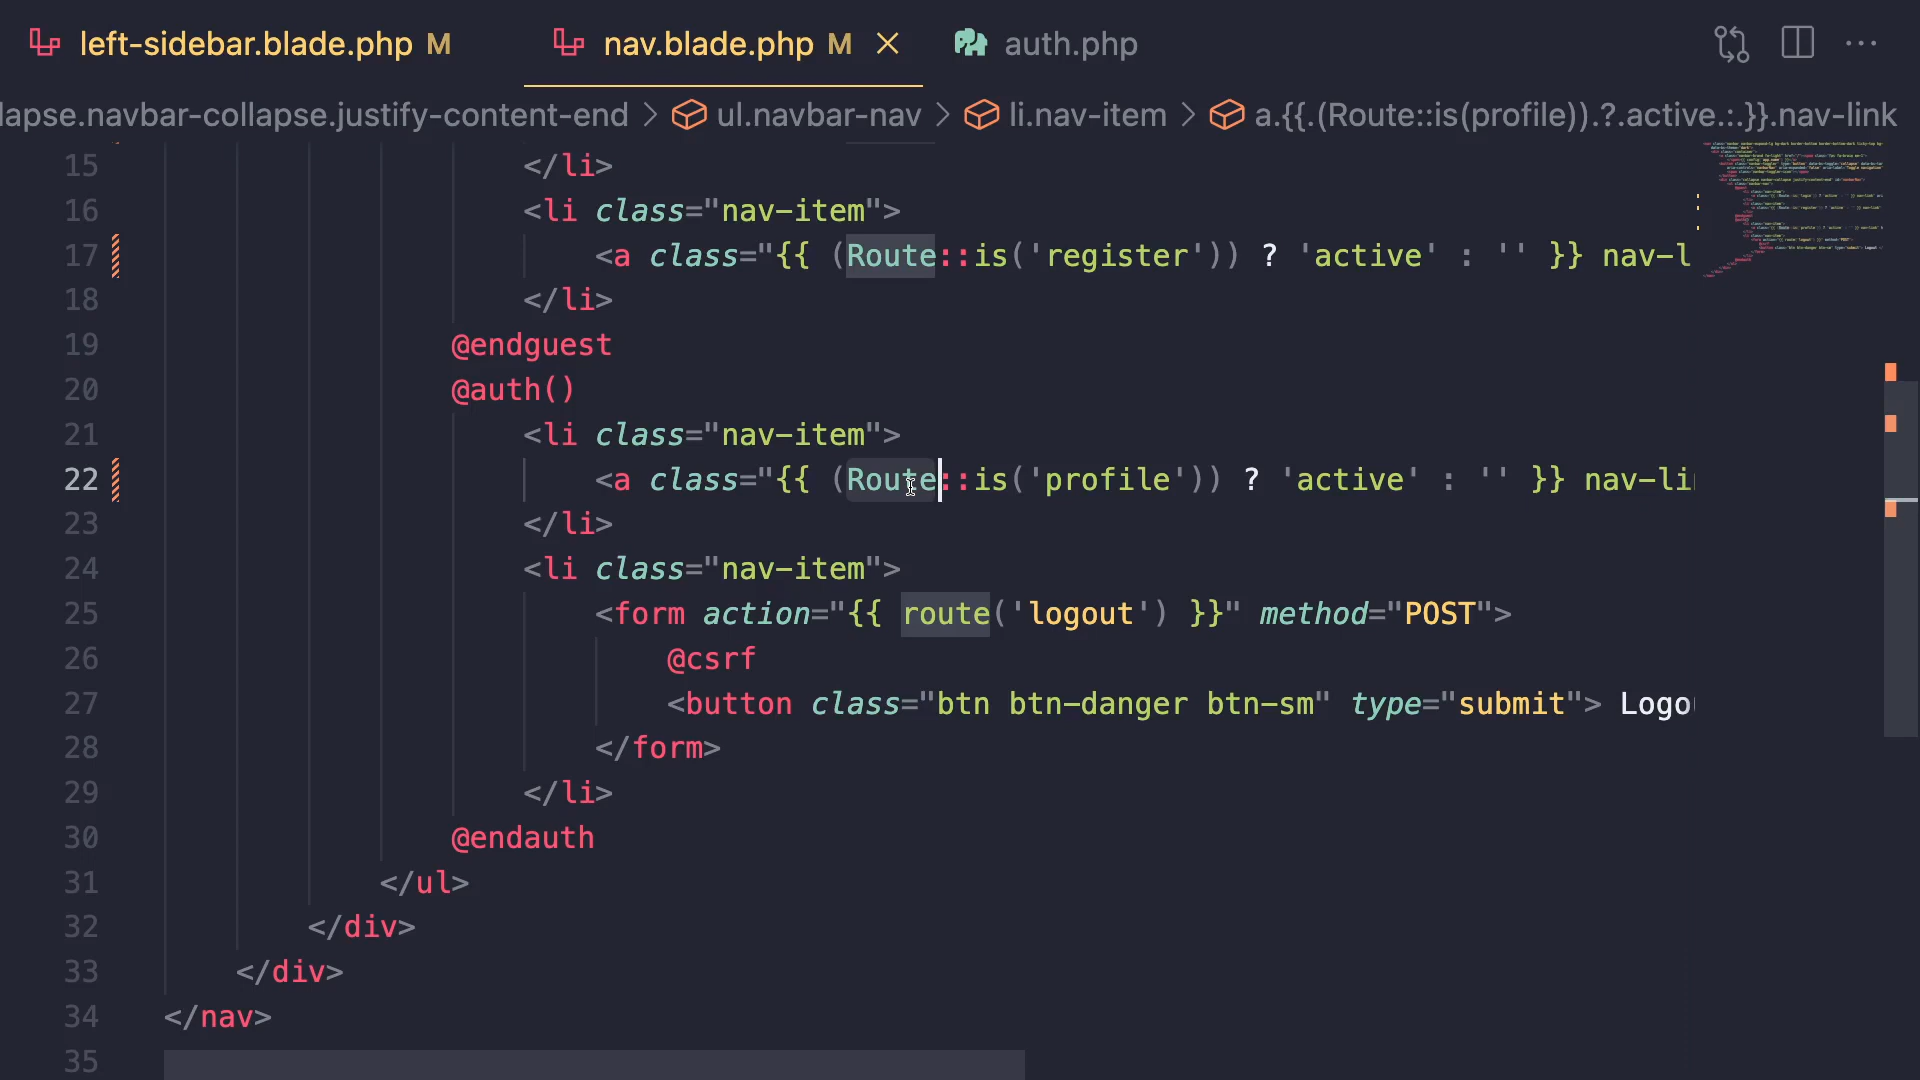 left-sidebar.blade.php M
nav.blade.php M
auth.php
lapse.navbar-collapse.justify-content-end > ul.navbar-nav > li.nav-item > a.{{.(Route::is(profile)).?.active.:.}}.nav-link
15 </li>
16 <li class="nav-item">
17 <a class="{{ (Route::is('register')) ? 'active' : '' }} nav-l
18 </li>
19 @endguest
20 @auth()
21 <li class="nav-item">
22 <a class="{{ (Route::is('profile')) ? 'active' : '' }} nav-li
23 </li>
24 <li class="nav-item">
25 <form action="{{ route('logout') }}" method="POST">
26 @csrf
27 <button class="btn btn-danger btn-sm" type="submit"> Logo
28 </form>
29 </li>
30 @endauth
31 </ul>
32 </div>
33 </div>
34 </nav>
35